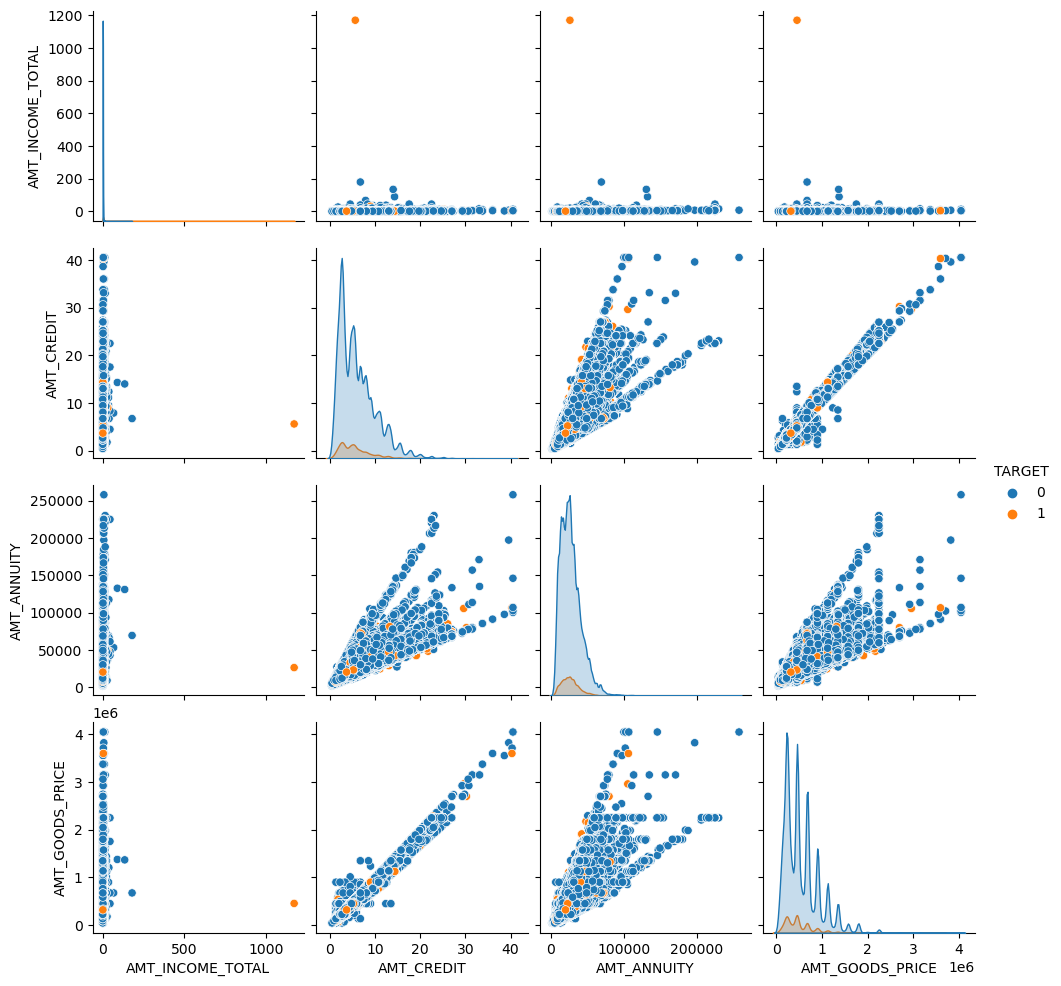 1200
1000
800
600
400
200
0
AMT_INCOME_TOTAL
40
30
20
10
0
AMT_CREDIT
TARGET
0
1
250000
200000
150000
100000
50000
0
AMT_ANNUITY
1e6
4
3
2
1
0
AMT_GOODS_PRICE
0 500 1000
0 10 20 30 40
0 100000 200000
0 1 2 3 4
1e6
AMT_INCOME_TOTAL AMT_CREDIT AMT_ANNUITY AMT_GOODS_PRICE